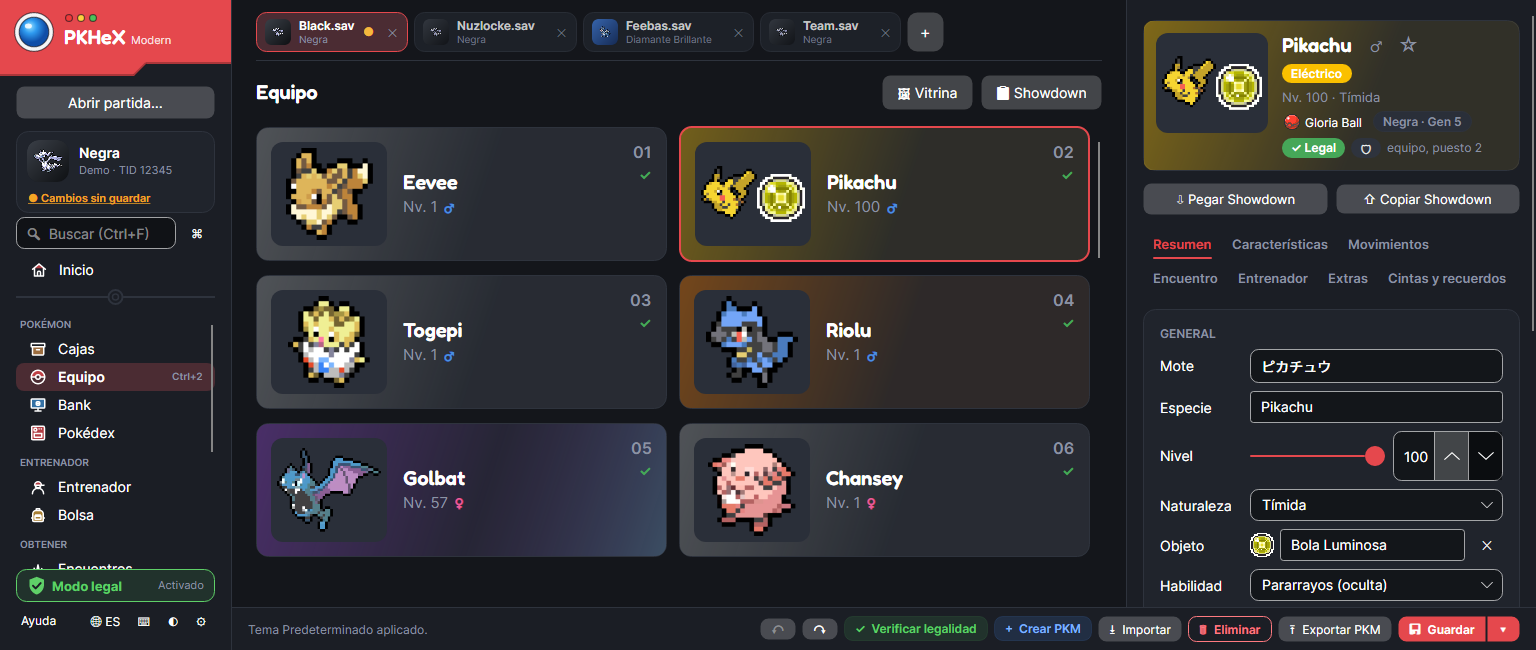 PKHeX Modern
Abrir partida...
Negra
Demo · TID 12345
Cambios sin guardar
Buscar (Ctrl+F)
⌘
Inicio
POKÉMON
Cajas
Equipo Ctrl+2
Bank
Pokédex
ENTRENADOR
Entrenador
Bolsa
OBTENER
Encuentros
Modo legal Activado
Ayuda ES
Black.sav
Negra
Nuzlocke.sav
Negra
Feebas.sav
Diamante Brillante
Team.sav
Negra
+
Equipo
Vitrina
Showdown
01
Eevee
Nv. 1 ♂
02
Pikachu
Nv. 100 ♂
03
Togepi
Nv. 1 ♂
04
Riolu
Nv. 1 ♂
05
Golbat
Nv. 57 ♀
06
Chansey
Nv. 1 ♀
Pikachu ♂ ☆
Eléctrico
Nv. 100 · Tímida
Gloria Ball Negra · Gen 5
✓ Legal equipo, puesto 2
⇩ Pegar Showdown
⇧ Copiar Showdown
Resumen Características Movimientos
Encuentro Entrenador Extras Cintas y recuerdos
GENERAL
Mote ピカチュウ
Especie Pikachu
Nivel 100
Naturaleza Tímida
Objeto Bola Luminosa ×
Habilidad Pararrayos (oculta)
Tema Predeterminado aplicado.
✓ Verificar legalidad
+ Crear PKM
Importar
Eliminar
Exportar PKM
Guardar